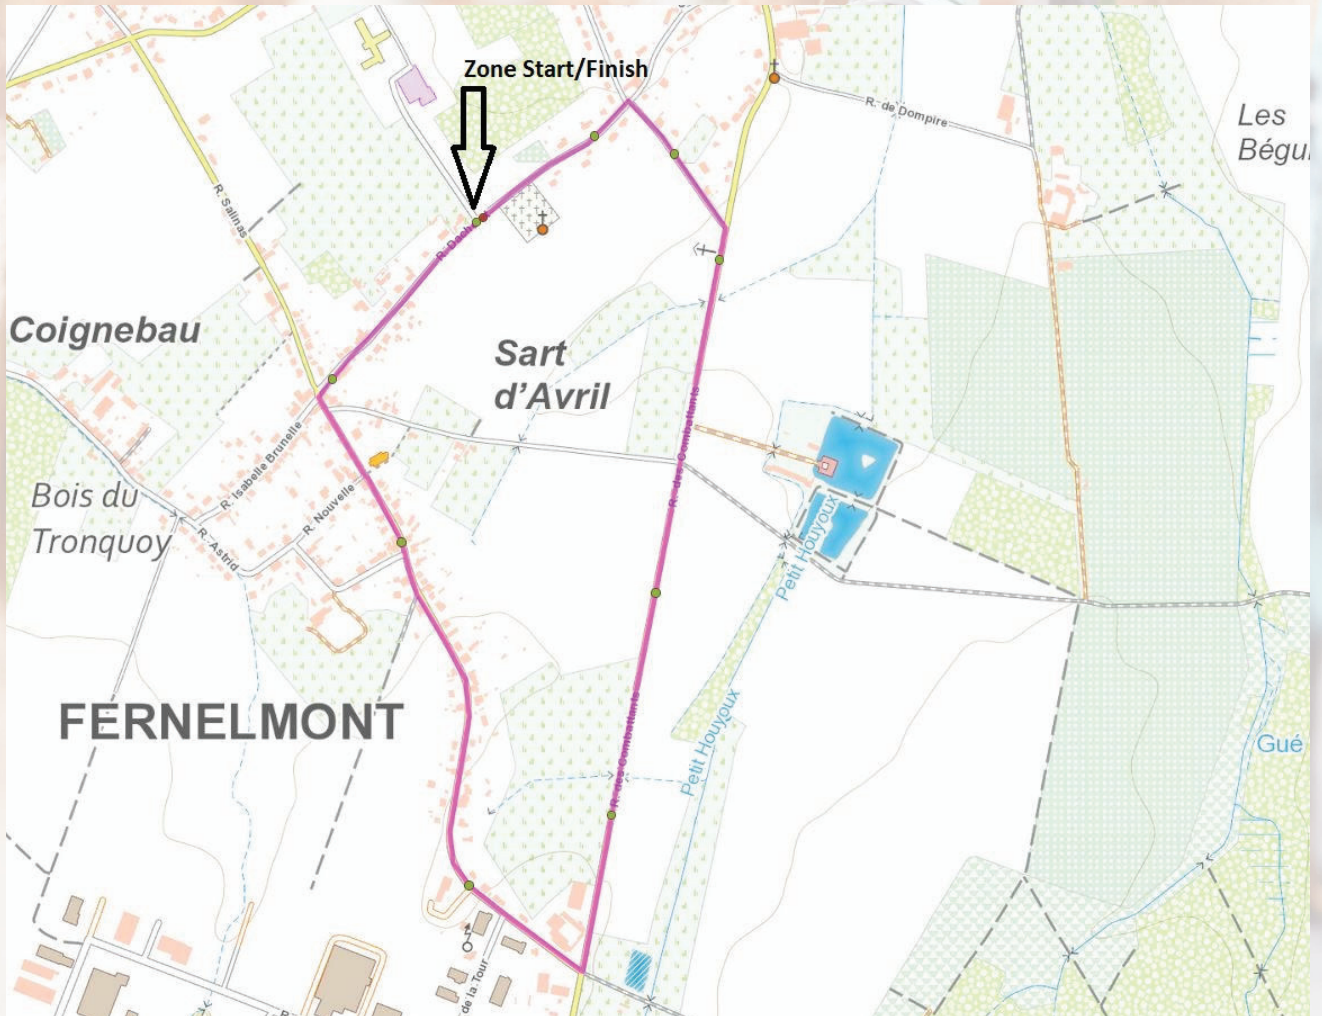 Zone Start/Finish
R. de Dompire
Les
Bégui
R. Salinas
R. Dach
Coignebau
Sart
d'Avril
R. des Combattants
R. Isabelle Brunelle
R. Nouvelle
Bois du
Tronquoy
R. Astrid
Petit Houyoux
FERNELMONT
Petit Houyoux
R. des Combattants
Gué
de la Tour
R.